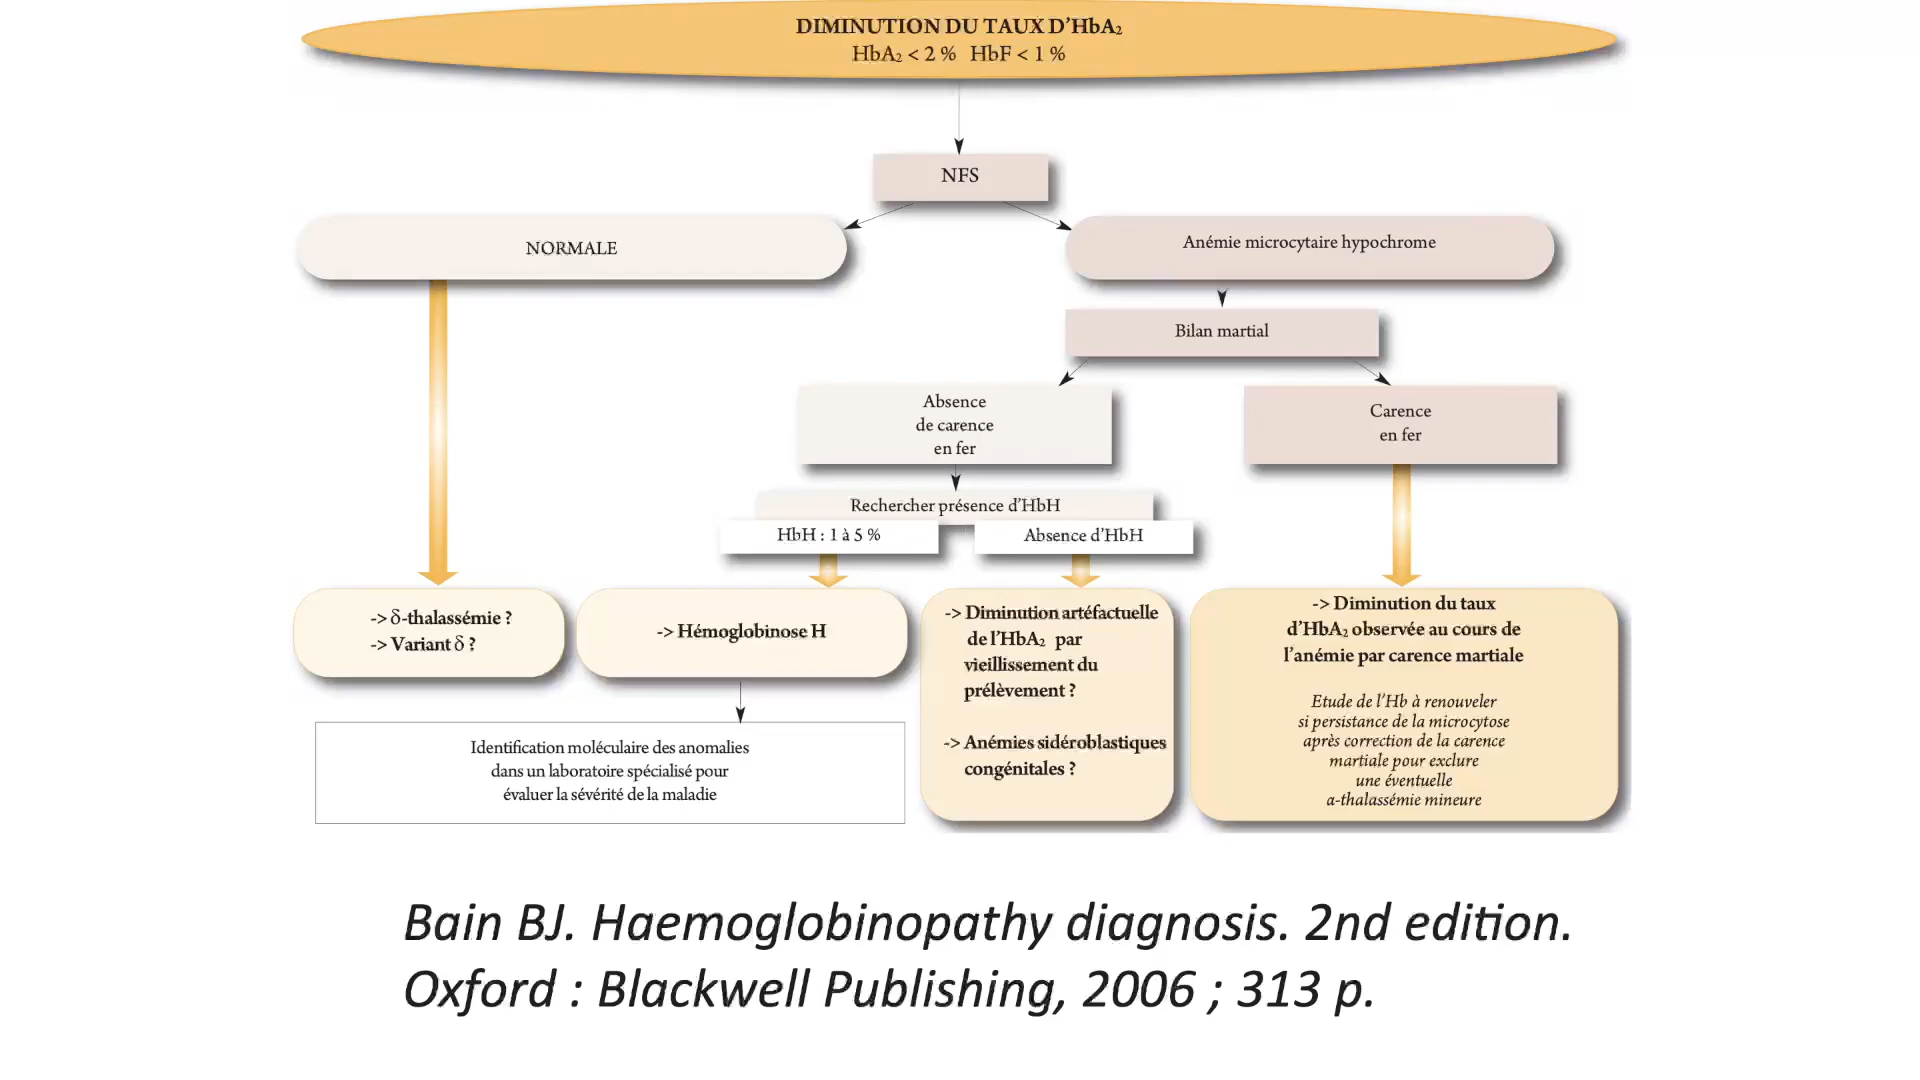 DIMINUTION DU TAUX D'HbA₂
HbA₂ < 2 % HbF < 1 %
NFS
NORMALE
Anémie microcytaire hypochrome
Bilan martial
Absence
de carence
en fer
Carence
en fer
Rechercher présence d'HbH
HbH : 1 à 5 %
Absence d'HbH
-> δ-thalassémie ?
-> Variant δ ?
-> Hémoglobinose H
-> Diminution artéfactuelle
de l'HbA₂ par
vieillissement du
prélèvement ?
-> Anémies sidéroblastiques
congénitales ?
-> Diminution du taux
d'HbA₂ observée au cours de
l'anémie par carence martiale
Etude de l'Hb à renouveler
si persistance de la microcytose
après correction de la carence
martiale pour exclure
une éventuelle
α-thalassémie mineure
Identification moléculaire des anomalies
dans un laboratoire spécialisé pour
évaluer la sévérité de la maladie
Bain BJ. Haemoglobinopathy diagnosis. 2nd edition.
Oxford : Blackwell Publishing, 2006 ; 313 p.